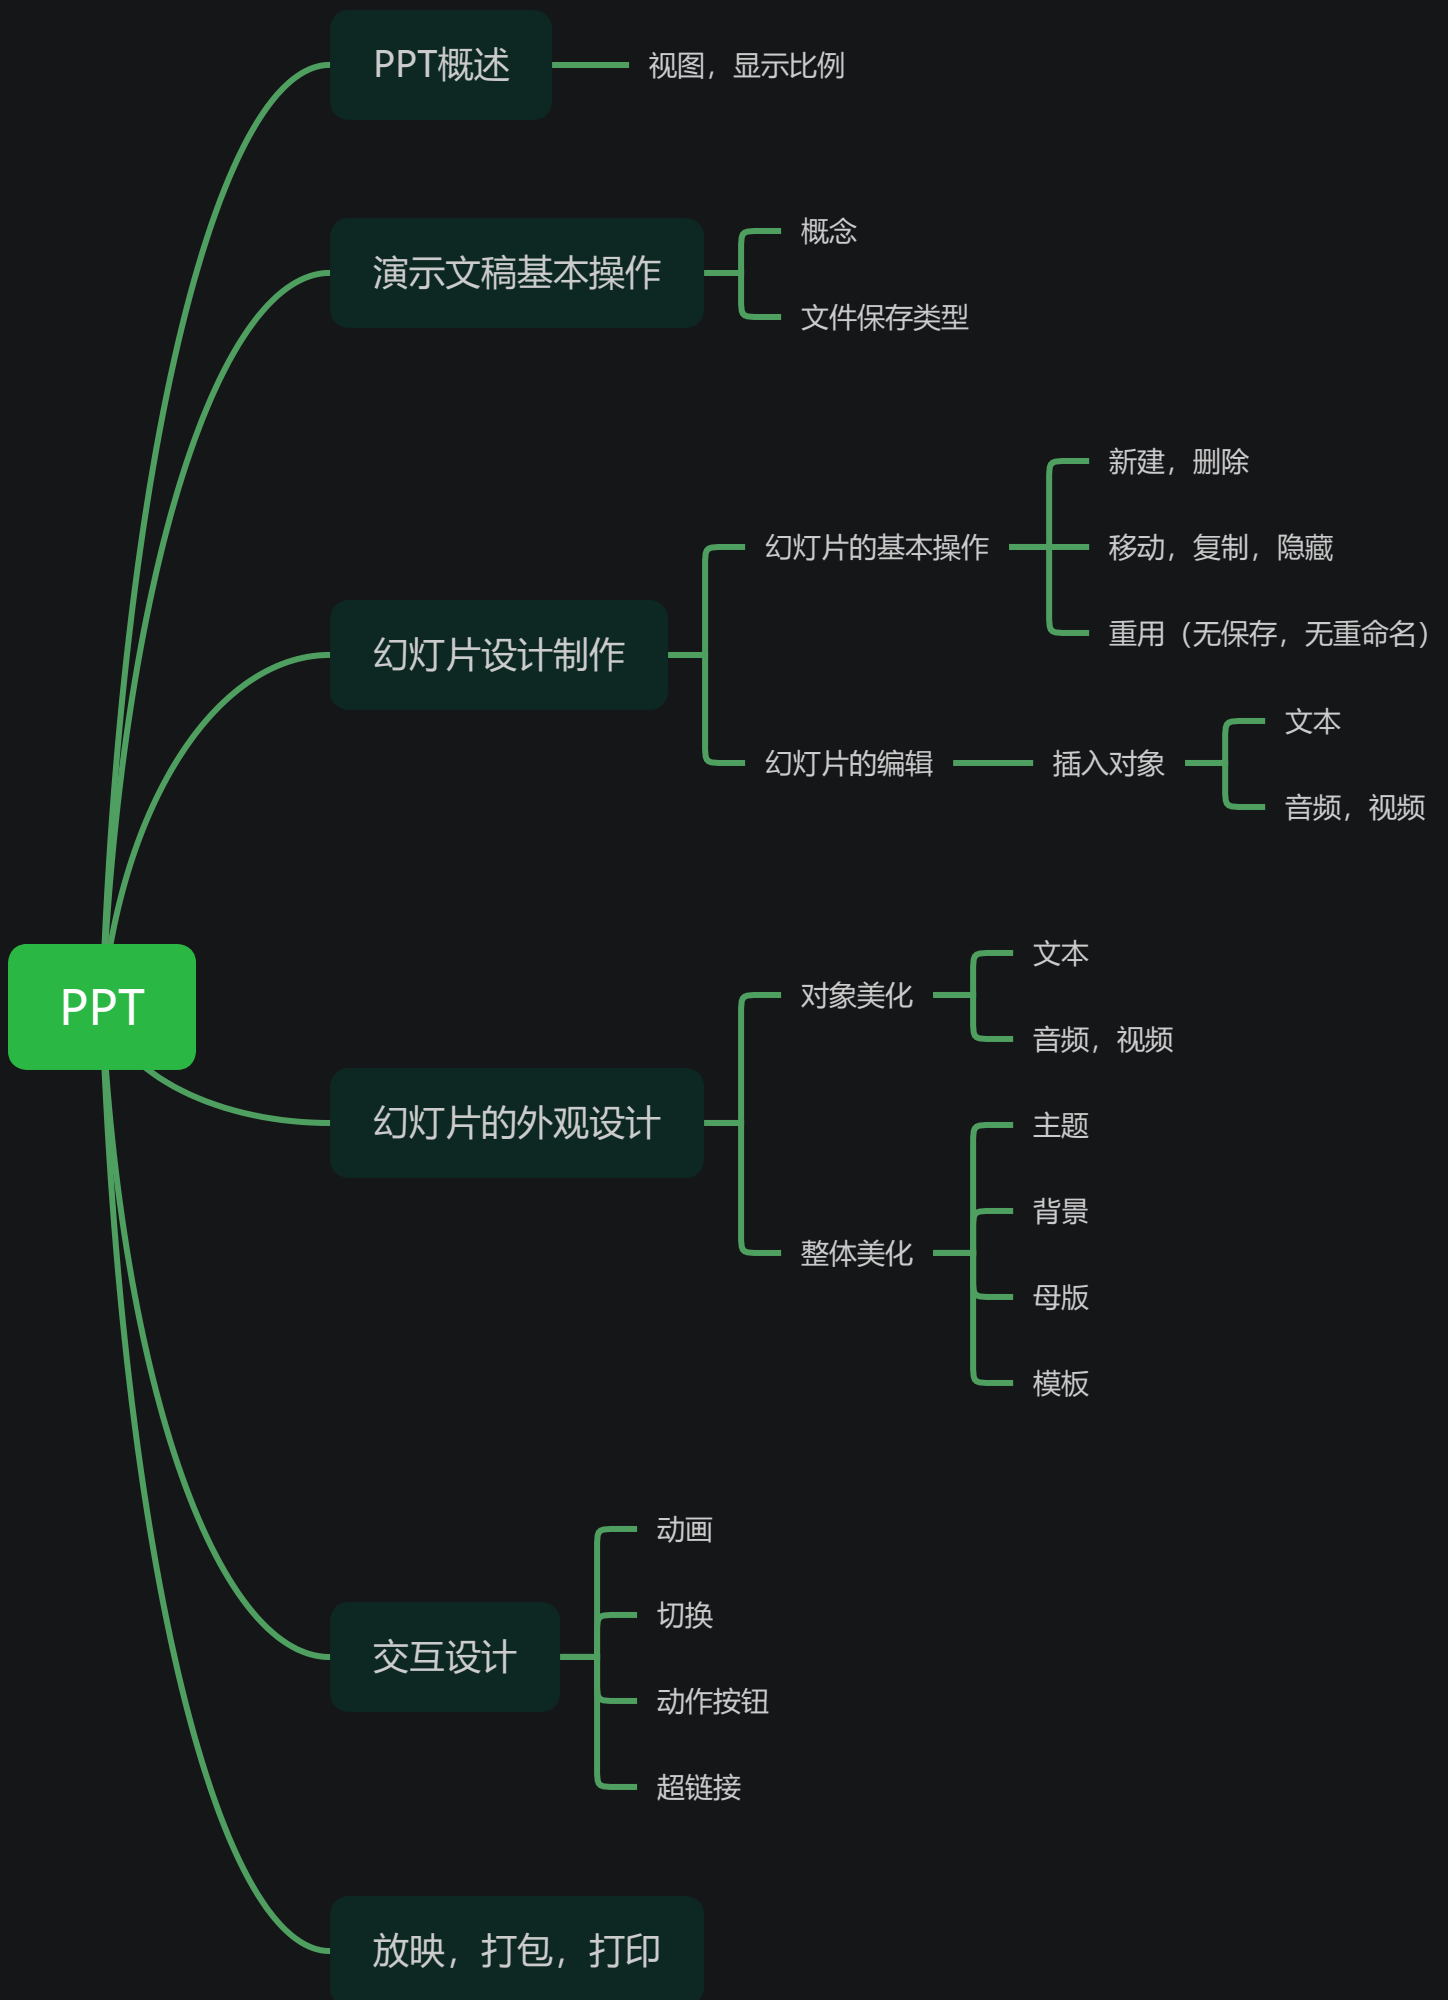 PPT概述
视图，显示比例
演示文稿基本操作
概念
文件保存类型
幻灯片设计制作
幻灯片的基本操作
新建，删除
移动，复制，隐藏
重用（无保存，无重命名）
幻灯片的编辑
插入对象
文本
音频，视频
PPT
幻灯片的外观设计
对象美化
文本
音频，视频
整体美化
主题
背景
母版
模板
交互设计
动画
切换
动作按钮
超链接
放映，打包，打印